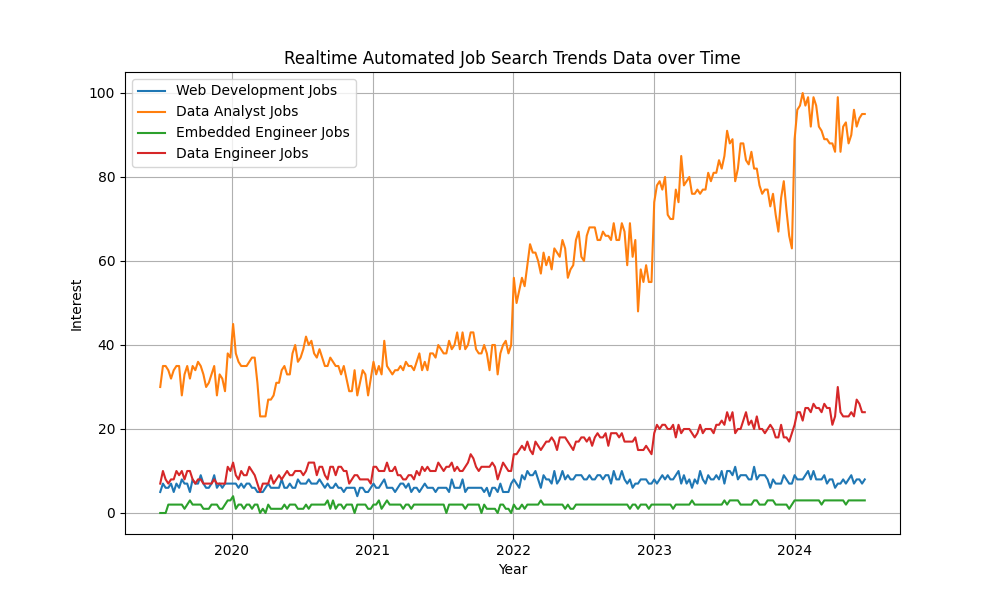 Realtime Automated Job Search Trends Data over Time
Web Development Jobs
Data Analyst Jobs
Embedded Engineer Jobs
Data Engineer Jobs
100
80
60
40
20
0
Interest
2020 2021 2022 2023 2024
Year